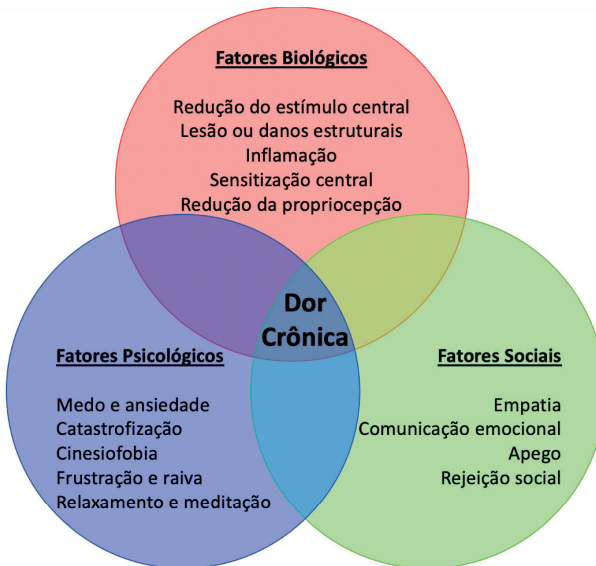 Fatores Biológicos
Redução do estímulo central
Lesão ou danos estruturais
Inflamação
Sensitização central
Redução da propriocepção
Dor
Crônica
Fatores Psicológicos
Medo e ansiedade
Catastrofização
Cinesiofobia
Frustração e raiva
Relaxamento e meditação
Fatores Sociais
Empatia
Comunicação emocional
Apego
Rejeição social